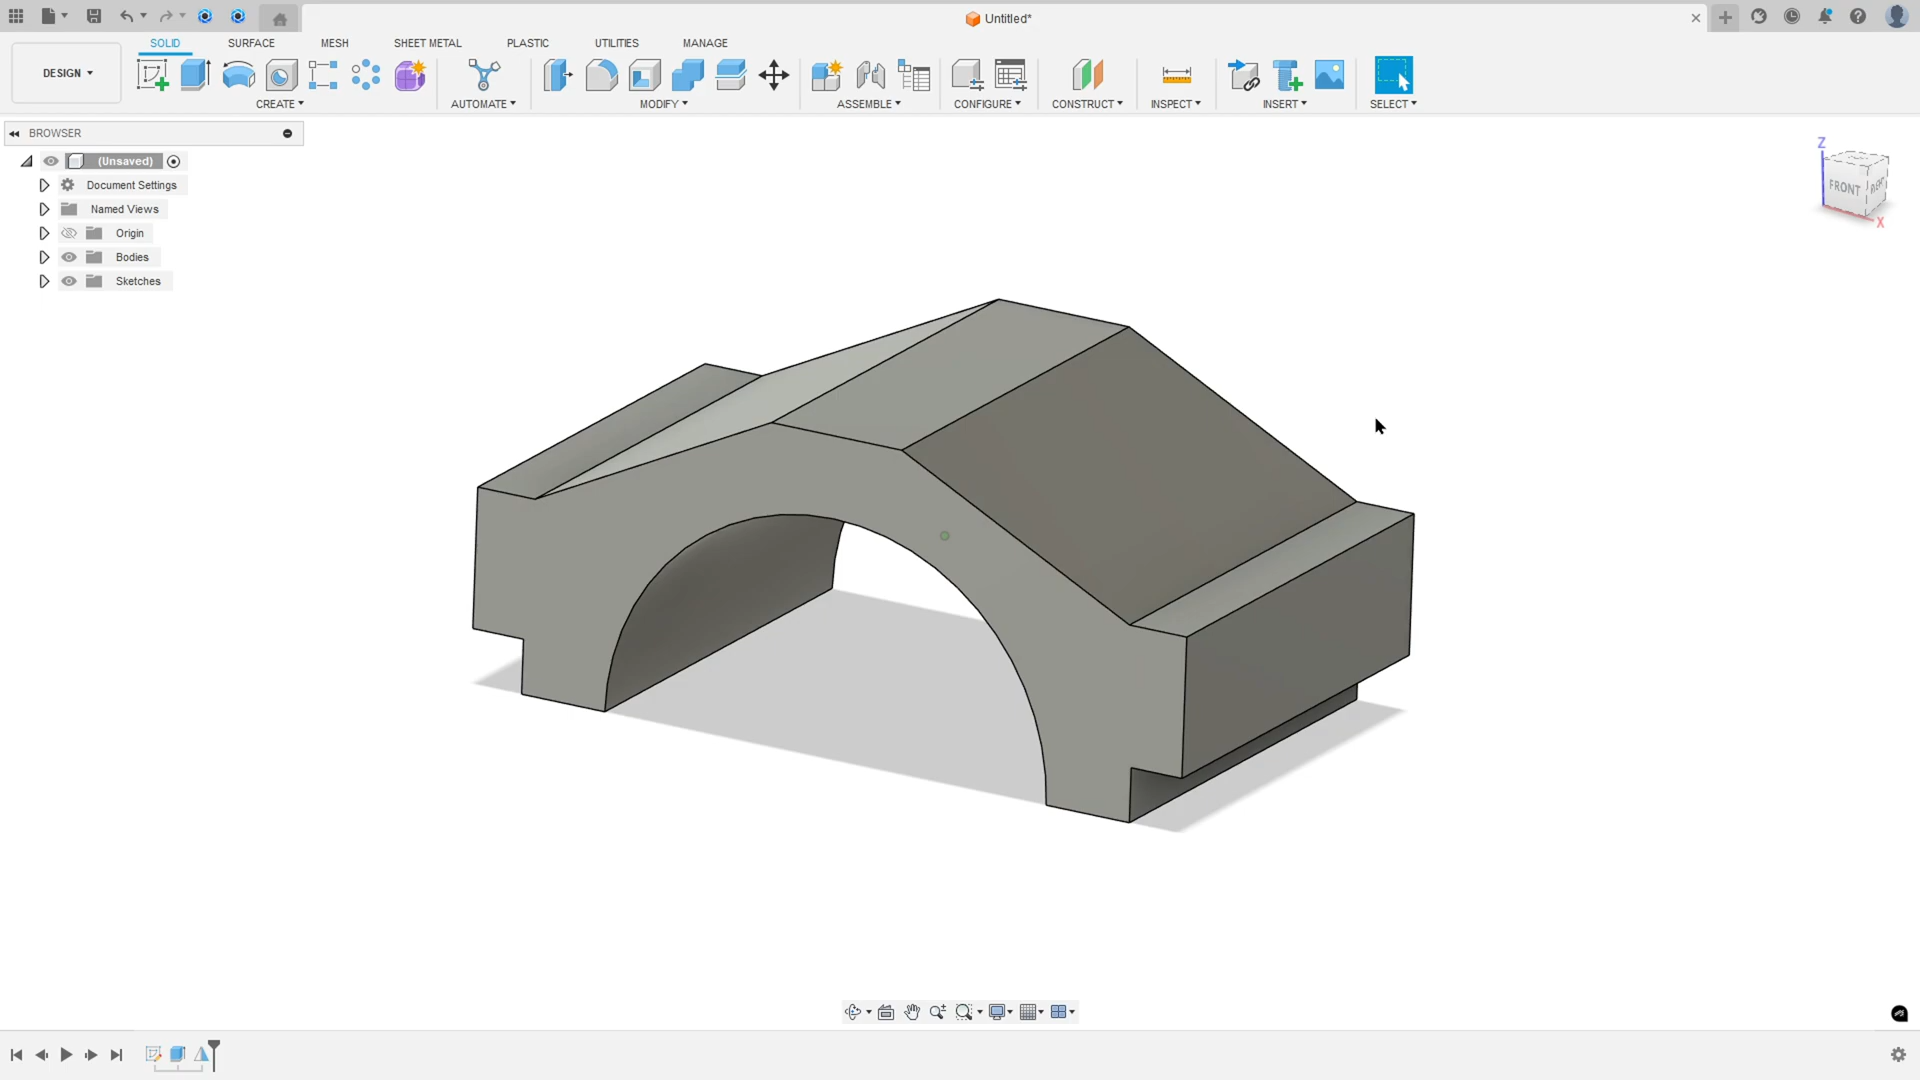 Untitled*
SOLID SURFACE MESH SHEET METAL PLASTIC UTILITIES MANAGE
DESIGN
CREATE AUTOMATE MODIFY ASSEMBLE CONFIGURE CONSTRUCT INSPECT INSERT SELECT
BROWSER
(Unsaved)
Document Settings
Named Views
Origin
Bodies
Sketches
Z
FRONT RIGHT
X